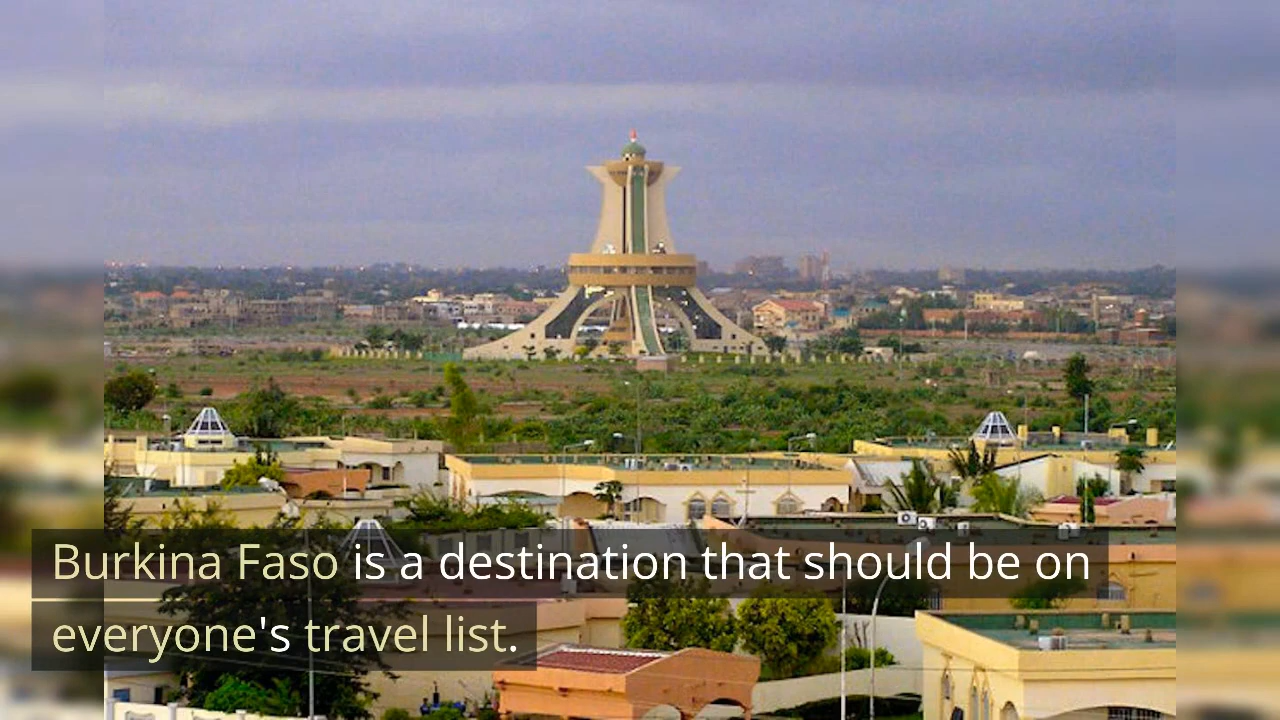 Burkina Faso is a destination that should be on
everyone's travel list.